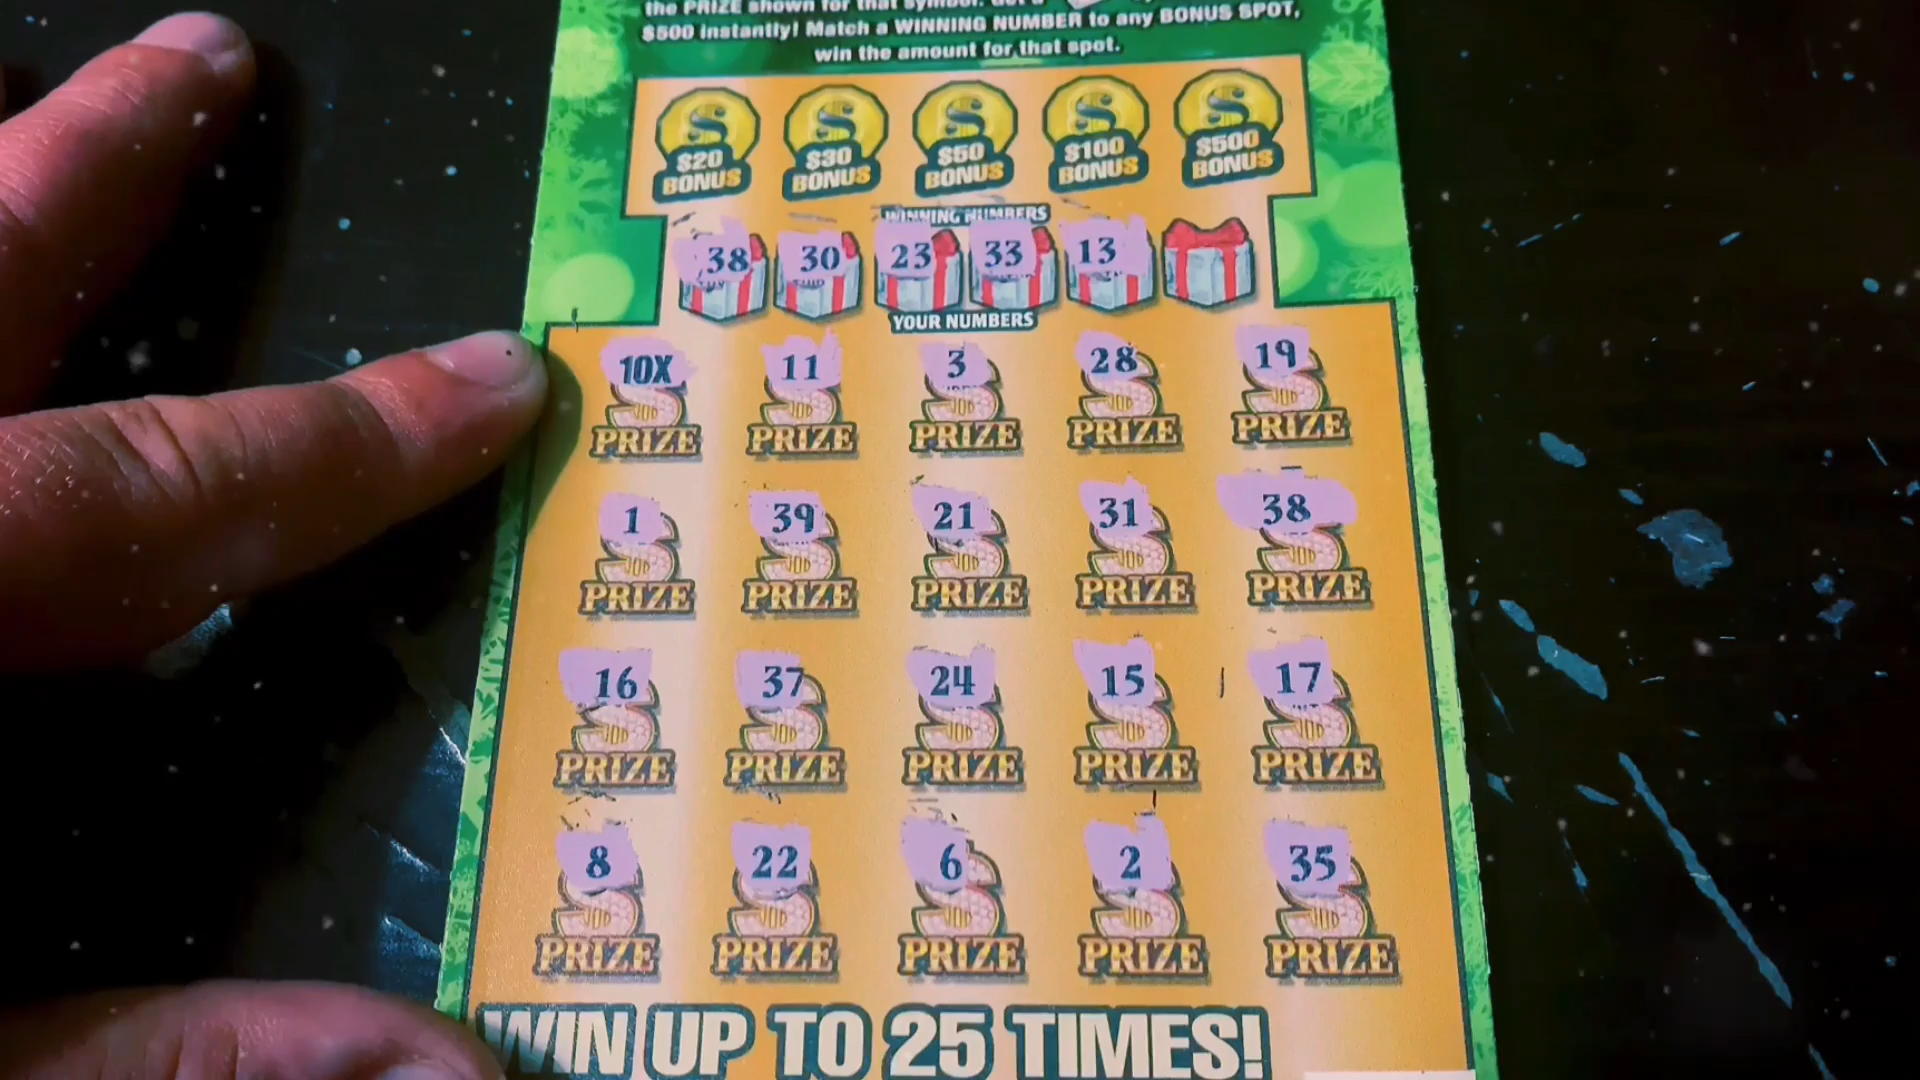 the PRIZE shown for that symbol. Get a
$500 instantly! Match a WINNING NUMBER to any BONUS SPOT,
win the amount for that spot.
$20 BONUS $30 BONUS $50 BONUS $100 BONUS $500 BONUS
WINNING NUMBERS
38 30 23 33 13
YOUR NUMBERS
10X 11 3 28 19
PRIZE PRIZE PRIZE PRIZE PRIZE
1 39 21 31 38
PRIZE PRIZE PRIZE PRIZE PRIZE
16 37 24 15 17
PRIZE PRIZE PRIZE PRIZE PRIZE
8 22 6 2 35
PRIZE PRIZE PRIZE PRIZE PRIZE
WIN UP TO 25 TIMES!